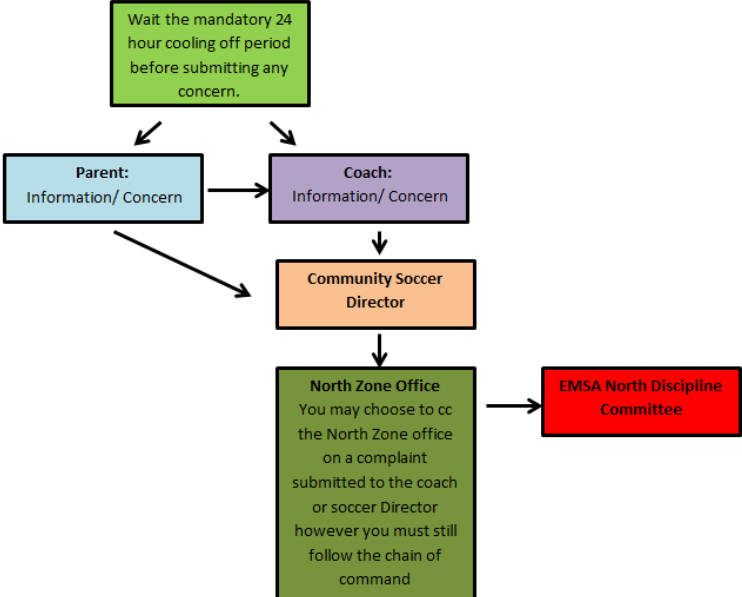 Wait the mandatory 24
hour cooling off period
before submitting any
concern.
Parent:
Information/ Concern
Coach:
Information/ Concern
Community Soccer
Director
North Zone Office
You may choose to cc
the North Zone office
on a complaint
submitted to the coach
or soccer Director
however you must still
follow the chain of
command
EMSA North Discipline
Committee